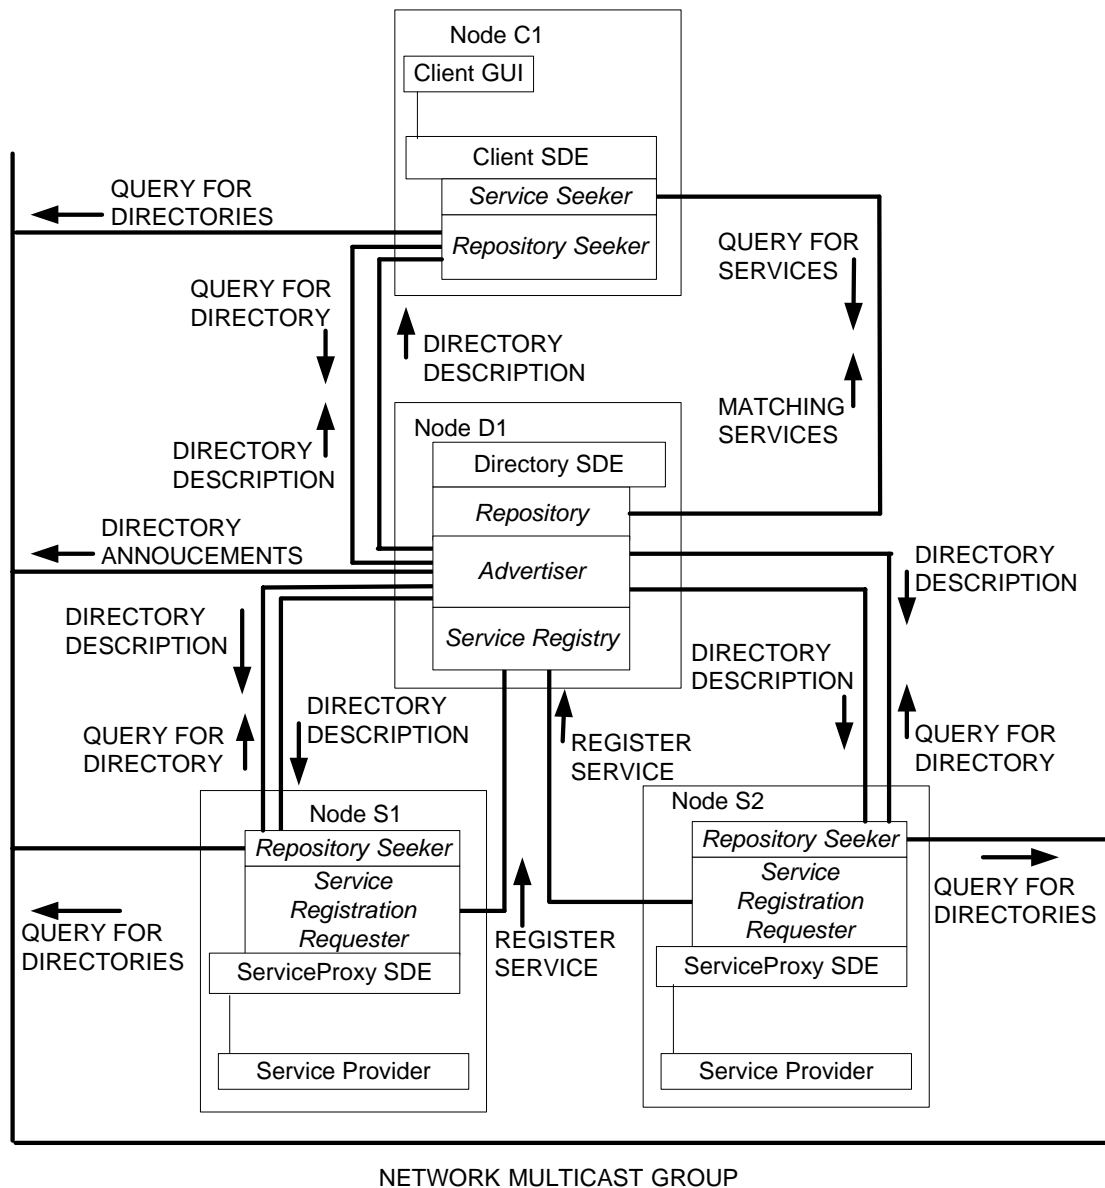 Node C1
Client GUI
Client SDE
Service Seeker
Repository Seeker
QUERY FOR
DIRECTORIES
QUERY FOR
DIRECTORY
DIRECTORY
DESCRIPTION
QUERY FOR
SERVICES
MATCHING
SERVICES
DIRECTORY
DESCRIPTION
Node D1
Directory SDE
Repository
Advertiser
Service Registry
DIRECTORY
ANNOUCEMENTS
DIRECTORY
DESCRIPTION
QUERY FOR
DIRECTORY
DIRECTORY
DESCRIPTION
REGISTER
SERVICE
DIRECTORY
DESCRIPTION
DIRECTORY
DESCRIPTION
QUERY FOR
DIRECTORY
Node S1
Repository Seeker
Service
Registration
Requester
ServiceProxy SDE
Service Provider
QUERY FOR
DIRECTORIES
REGISTER
SERVICE
Node S2
Repository Seeker
Service
Registration
Requester
ServiceProxy SDE
Service Provider
QUERY FOR
DIRECTORIES
NETWORK MULTICAST GROUP